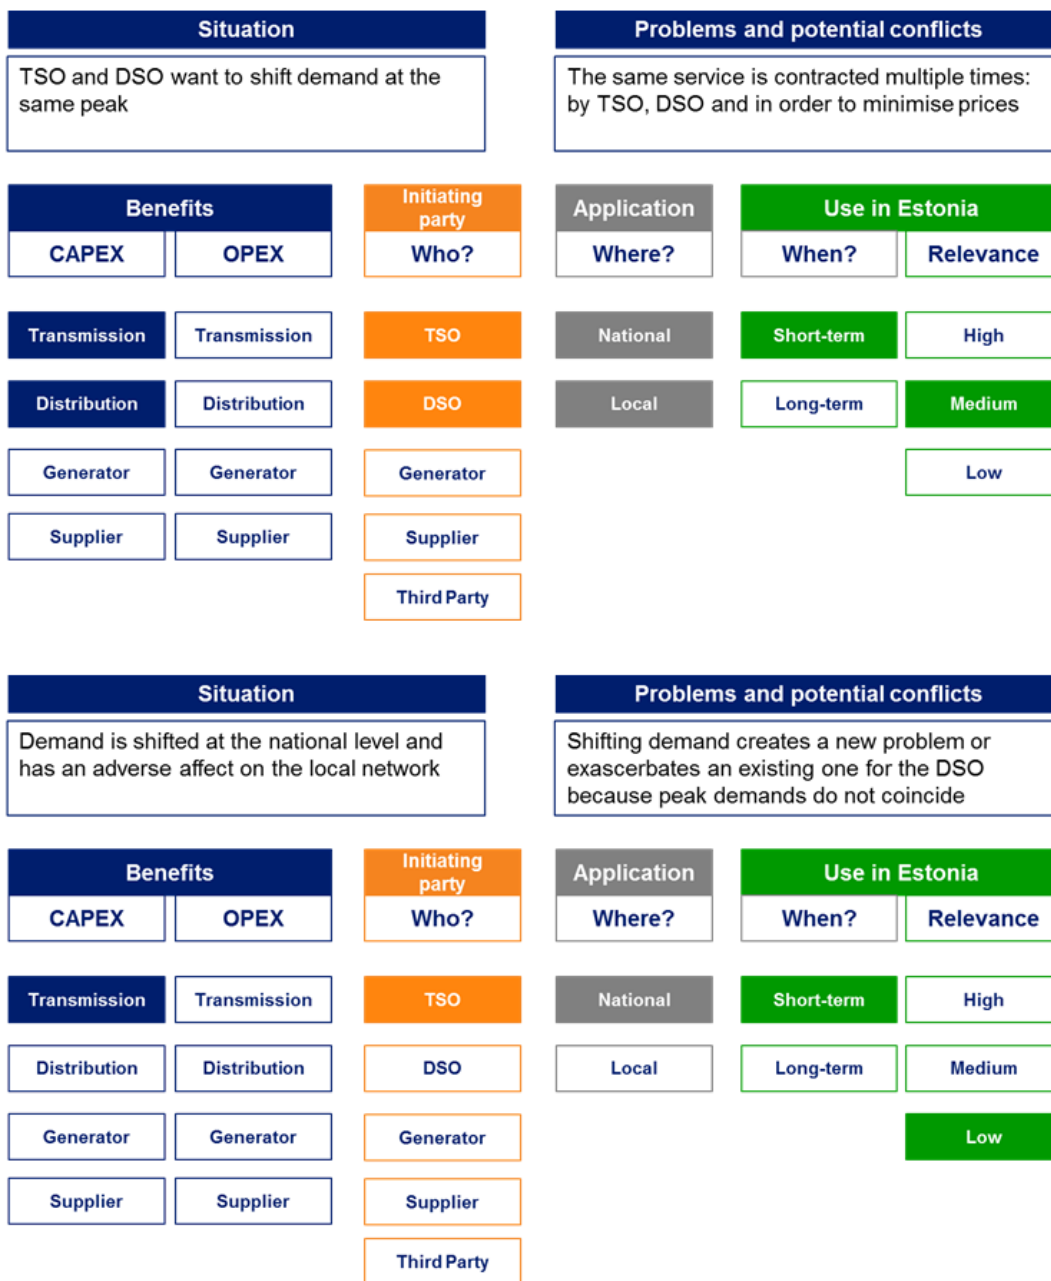 Situation
Problems and potential conflicts
TSO and DSO want to shift demand at the
same peak
The same service is contracted multiple times:
by TSO, DSO and in order to minimise prices
Benefits
Initiating
party
Application
Use in Estonia
CAPEX
OPEX
Who?
Where?
When?
Relevance
Transmission
Transmission
TSO
National
Short-term
High
Distribution
Distribution
DSO
Local
Long-term
Medium
Generator
Generator
Generator
Low
Supplier
Supplier
Supplier
Third Party
Situation
Problems and potential conflicts
Demand is shifted at the national level and
has an adverse affect on the local network
Shifting demand creates a new problem or
exascerbates an existing one for the DSO
because peak demands do not coincide
Benefits
Initiating
party
Application
Use in Estonia
CAPEX
OPEX
Who?
Where?
When?
Relevance
Transmission
Transmission
TSO
National
Short-term
High
Distribution
Distribution
DSO
Local
Long-term
Medium
Generator
Generator
Generator
Low
Supplier
Supplier
Supplier
Third Party